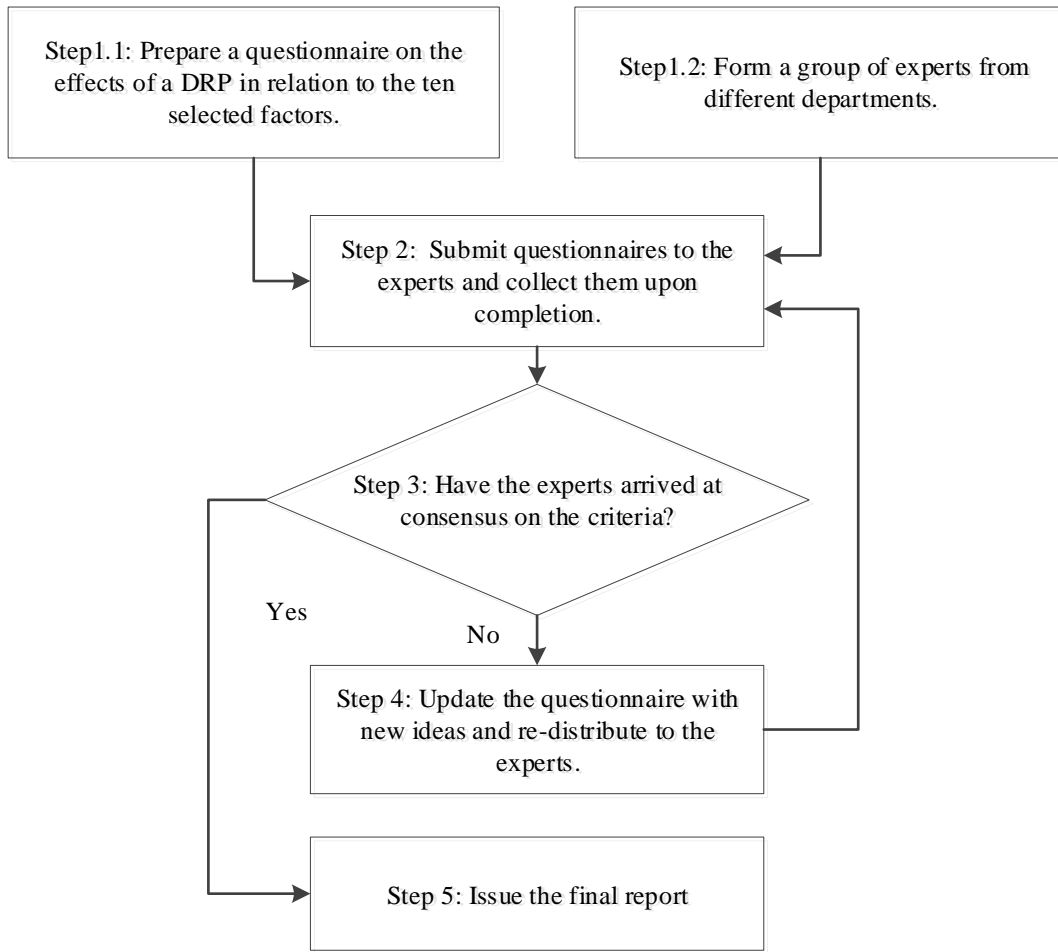 Step1.1: Prepare a questionnaire on the
effects of a DRP in relation to the ten
selected factors.
Step1.2: Form a group of experts from
different departments.
Step 2:  Submit questionnaires to the
experts and collect them upon
completion.
Step 3: Have the experts arrived at
consensus on the criteria?
Yes
No
Step 4: Update the questionnaire with
new ideas and re-distribute to the
experts.
Step 5: Issue the final report